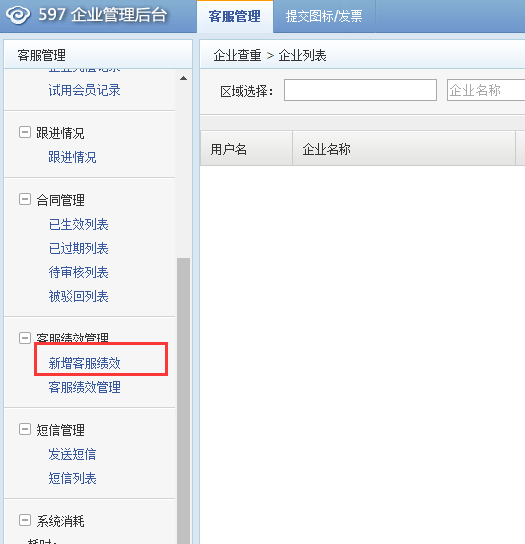 597 企业管理后台
客服管理
提交图标/发票
客服管理
试用会员记录
跟进情况
跟进情况
合同管理
已生效列表
已过期列表
待审核列表
被驳回列表
客服绩效管理
新增客服绩效
客服绩效管理
短信管理
发送短信
短信列表
系统消耗
企业查重 > 企业列表
区域选择：
企业名称
用户名
企业名称